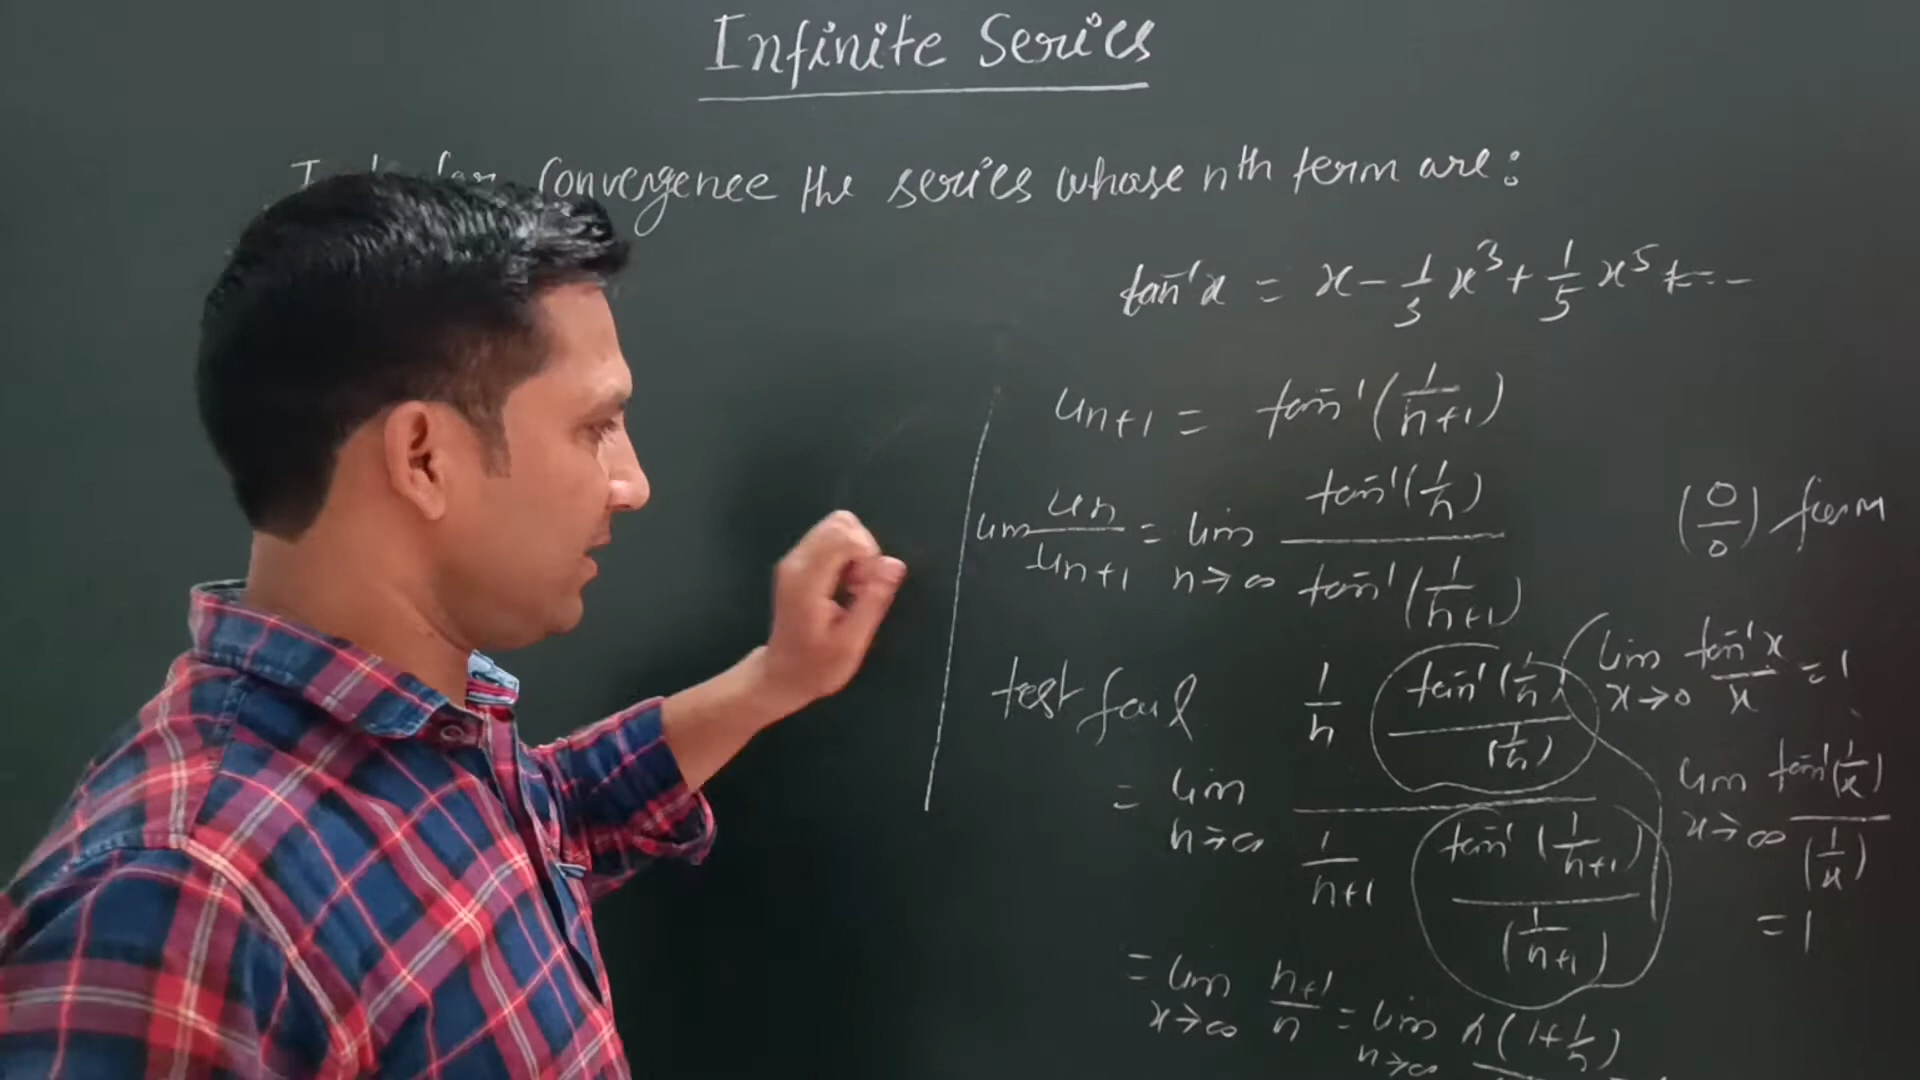 Infinite Series
for Convergence the series whose nth term are:
tan⁻¹x = x - 1/3 x³ + 1/5 x⁵ + ---
uₙ₊₁ = tan⁻¹(1/(n+1))
lim uₙ/uₙ₊₁ = lim n→∞ tan⁻¹(1/n) / tan⁻¹(1/(n+1))
(0/0) form
test fail
= lim n→∞ [1/n tan⁻¹(1/n)/(1/n)] / [1/(n+1) tan⁻¹(1/(n+1))/(1/(n+1))]
lim x→0 tan⁻¹x/x = 1
lim x→∞ tan⁻¹(1/x)/(1/x)
= 1
= lim x→∞ (n+1)/n = lim n→∞ n(1+1/n)